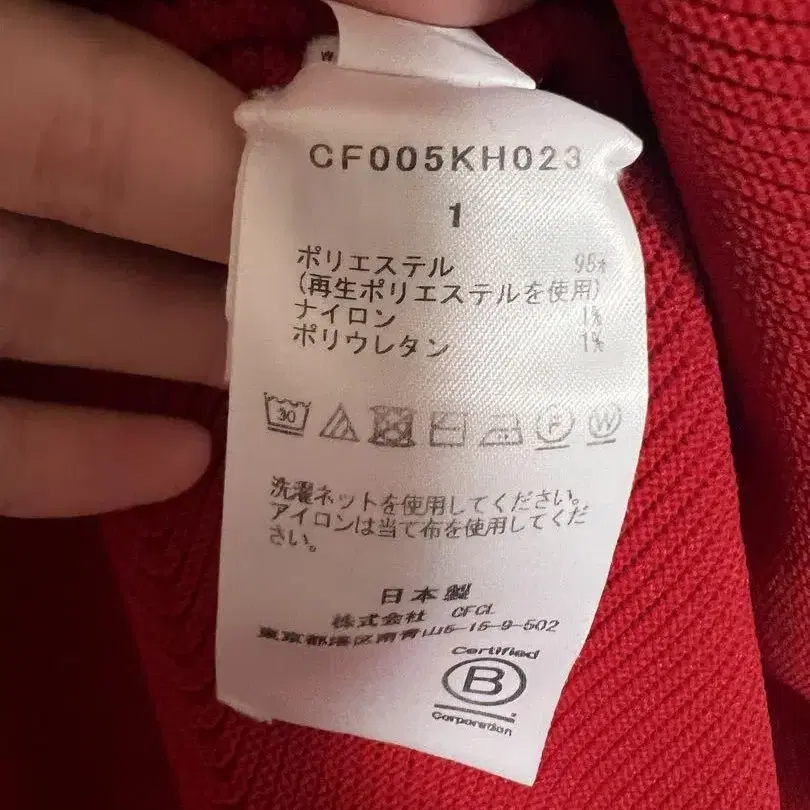 CF005KH023
1
ポリエステル
(再生ポリエステルを使用)
ナイロン 1%
ポリウレタン 1%
30 F W
洗濯ネットを使用してください。
アイロンは当て布を使用してくだ
さい。
日本製
株式会社 CFCL
東京都港区南青山5-15-9-502
Certified
B
Corporation